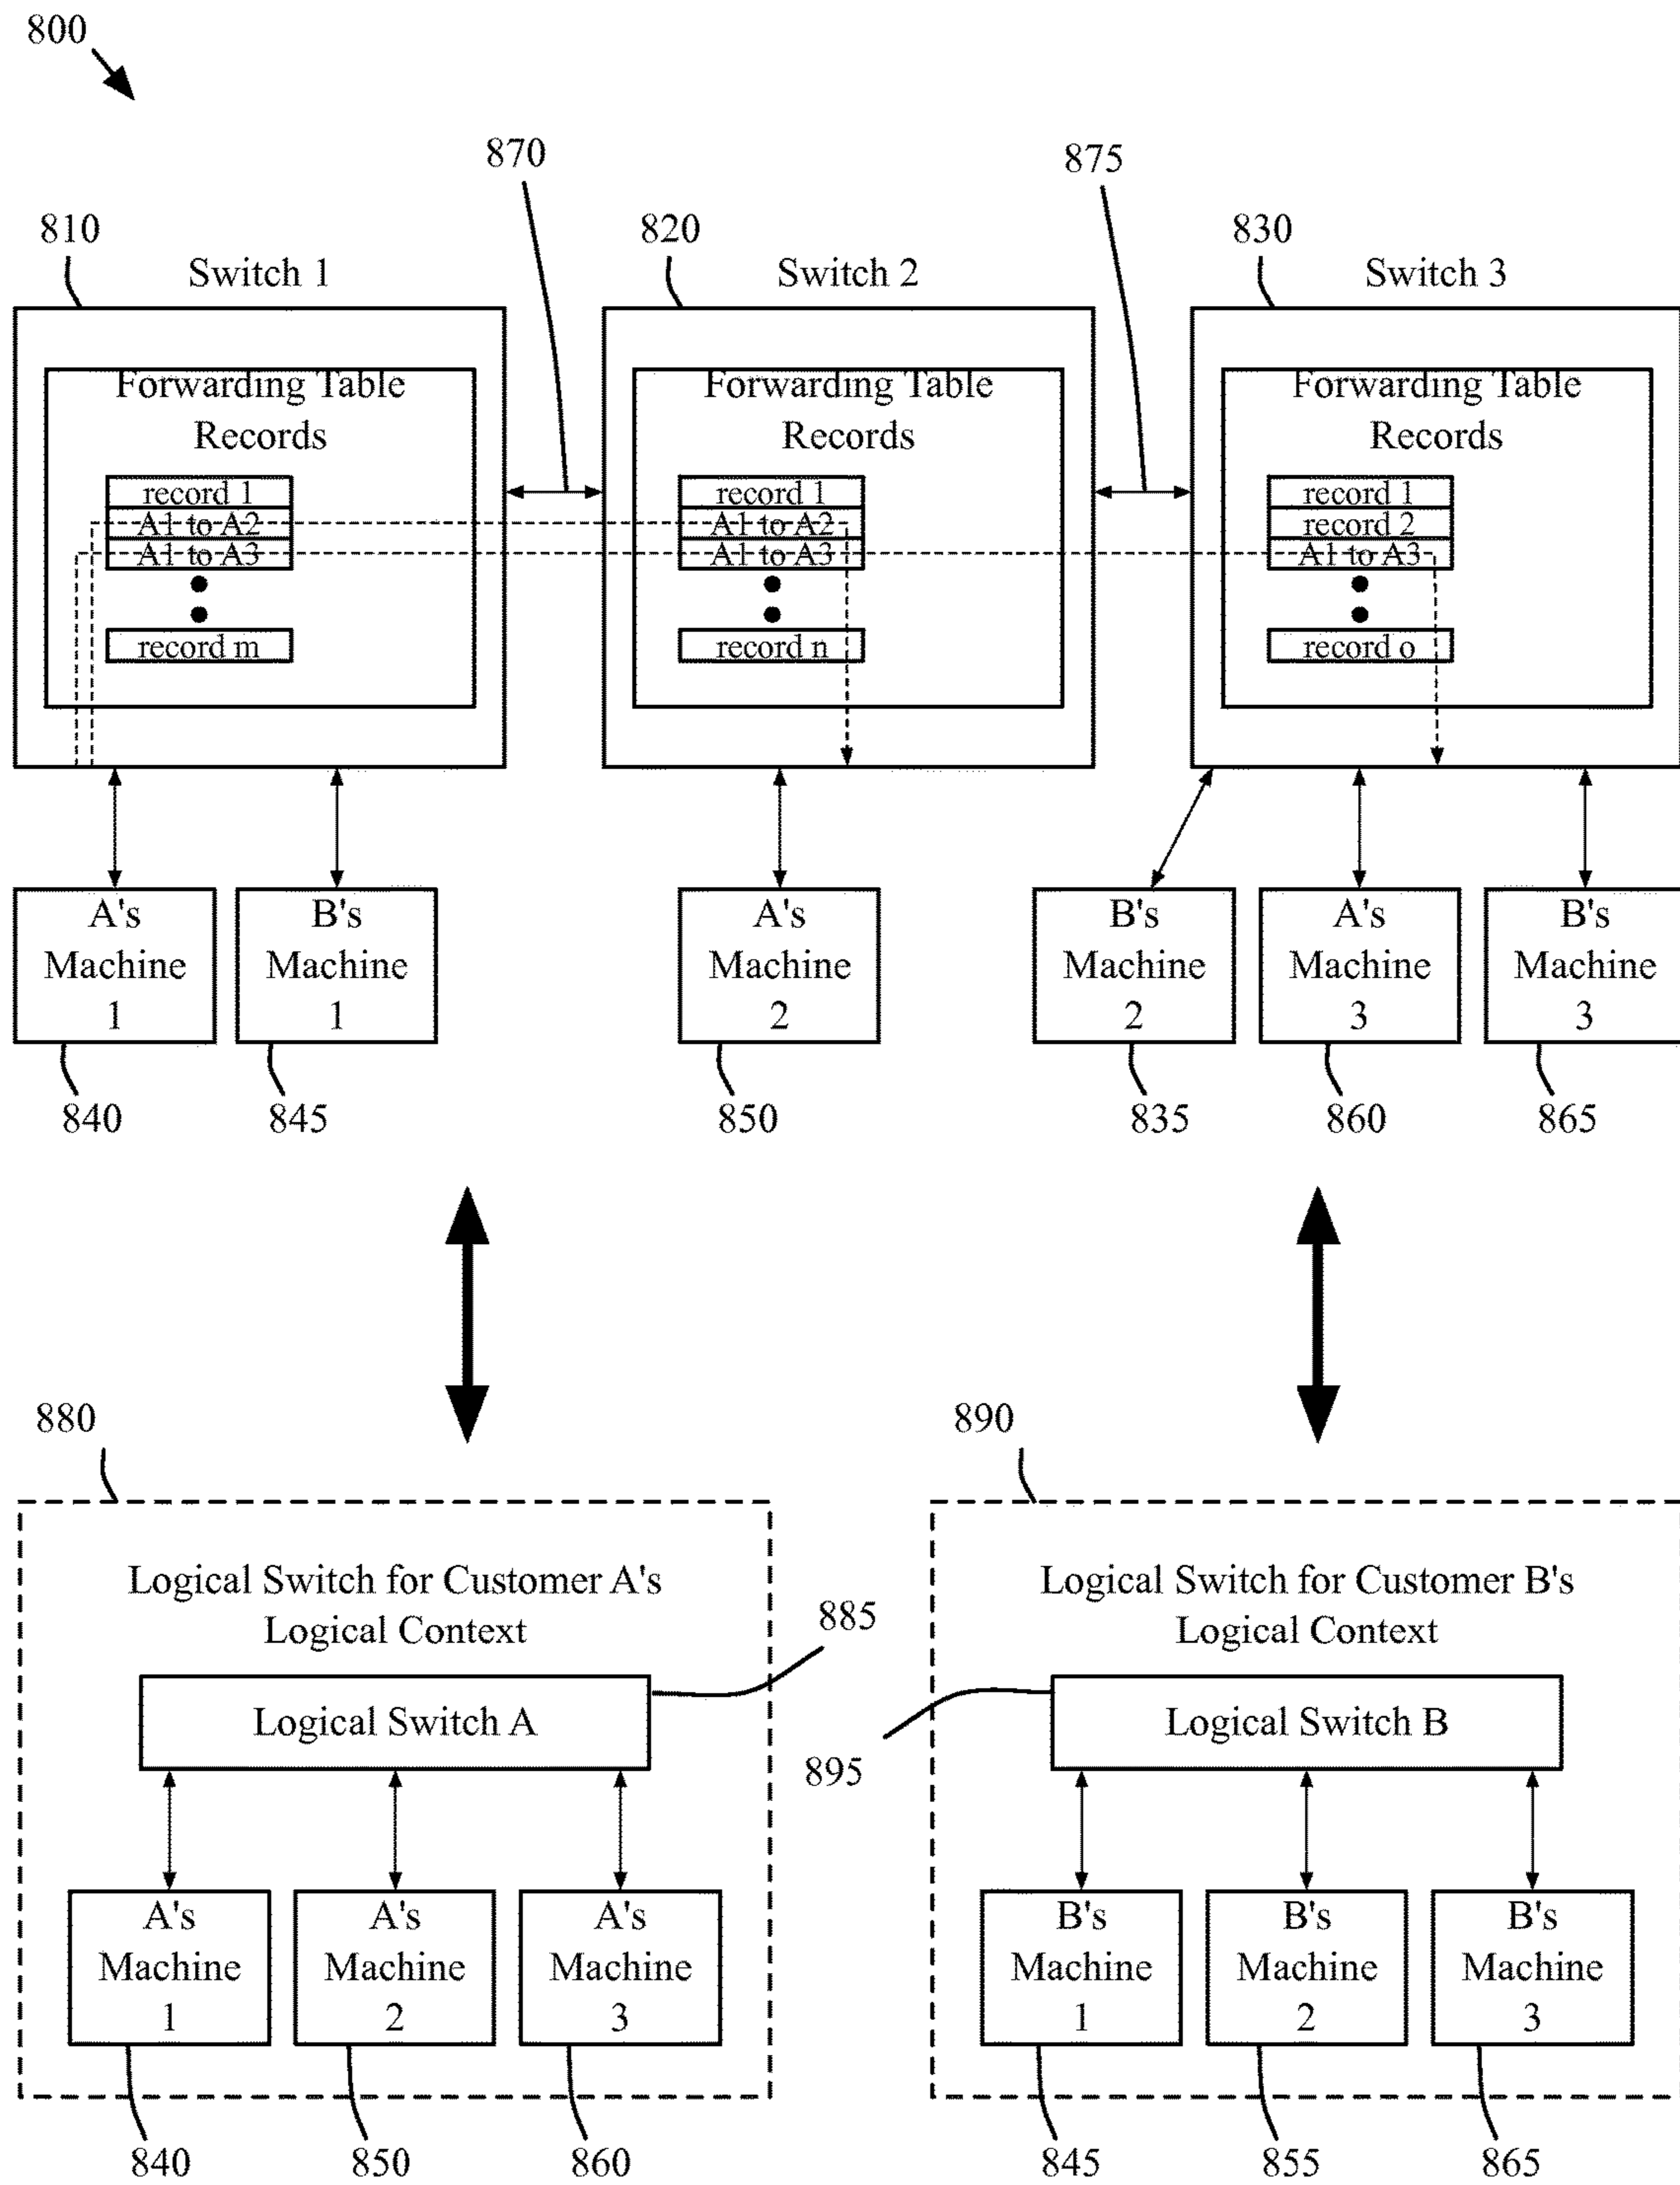 800
870
875
810
820
830
Switch 1
Switch 2
Switch 3
Forwarding Table
Records
record 1
A1 to A2
A1 to A3
record m
Forwarding Table
Records
record 1
A1 to A2
A1 to A3
record n
Forwarding Table
Records
record 1
record 2
A1 to A3
record o
A's
Machine
1
B's
Machine
1
A's
Machine
2
B's
Machine
2
A's
Machine
3
B's
Machine
3
840
845
850
835
860
865
880
890
Logical Switch for Customer A's
Logical Context
885
Logical Switch A
A's
Machine
1
A's
Machine
2
A's
Machine
3
840
850
860
Logical Switch for Customer B's
Logical Context
895
Logical Switch B
B's
Machine
1
B's
Machine
2
B's
Machine
3
845
855
865